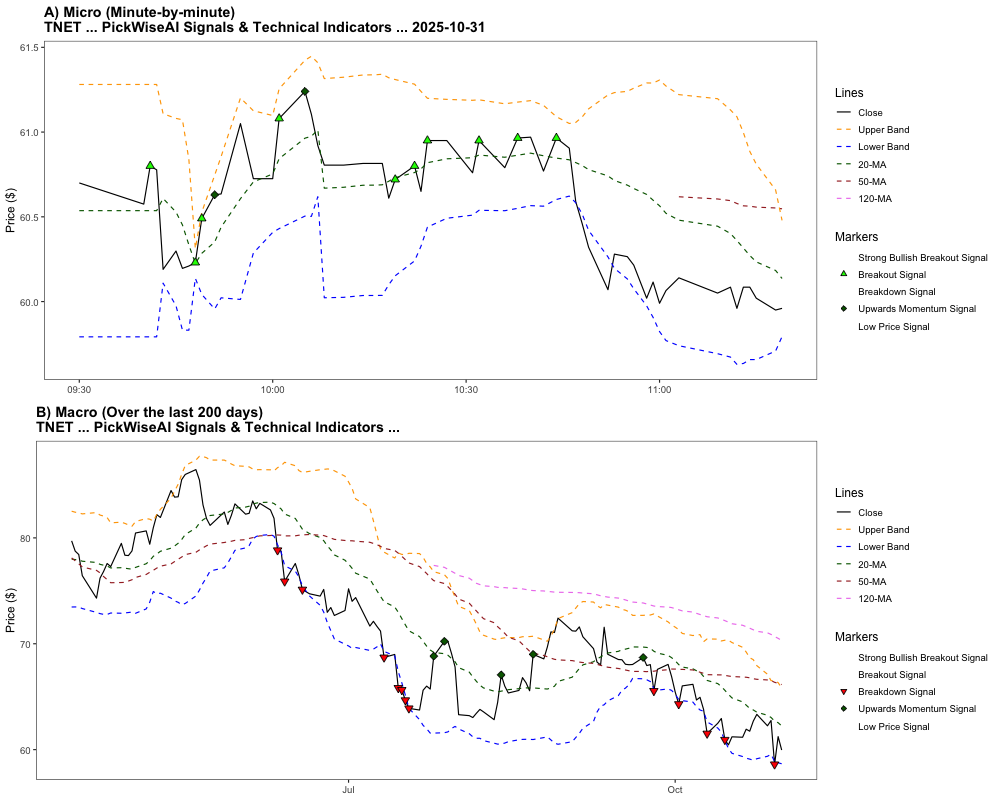 A) Micro (Minute-by-minute)
TNET ... PickWiseAI Signals & Technical Indicators ... 2025-10-31
61.5
61.0
60.5
60.0
Price ($)
09:30
10:00
10:30
11:00
Lines
Close
Upper Band
Lower Band
20-MA
50-MA
120-MA
Markers
Strong Bullish Breakout Signal
Breakout Signal
Breakdown Signal
Upwards Momentum Signal
Low Price Signal
B) Macro (Over the last 200 days)
TNET ... PickWiseAI Signals & Technical Indicators ...
80
70
60
Price ($)
Jul
Oct
Lines
Close
Upper Band
Lower Band
20-MA
50-MA
120-MA
Markers
Strong Bullish Breakout Signal
Breakout Signal
Breakdown Signal
Upwards Momentum Signal
Low Price Signal